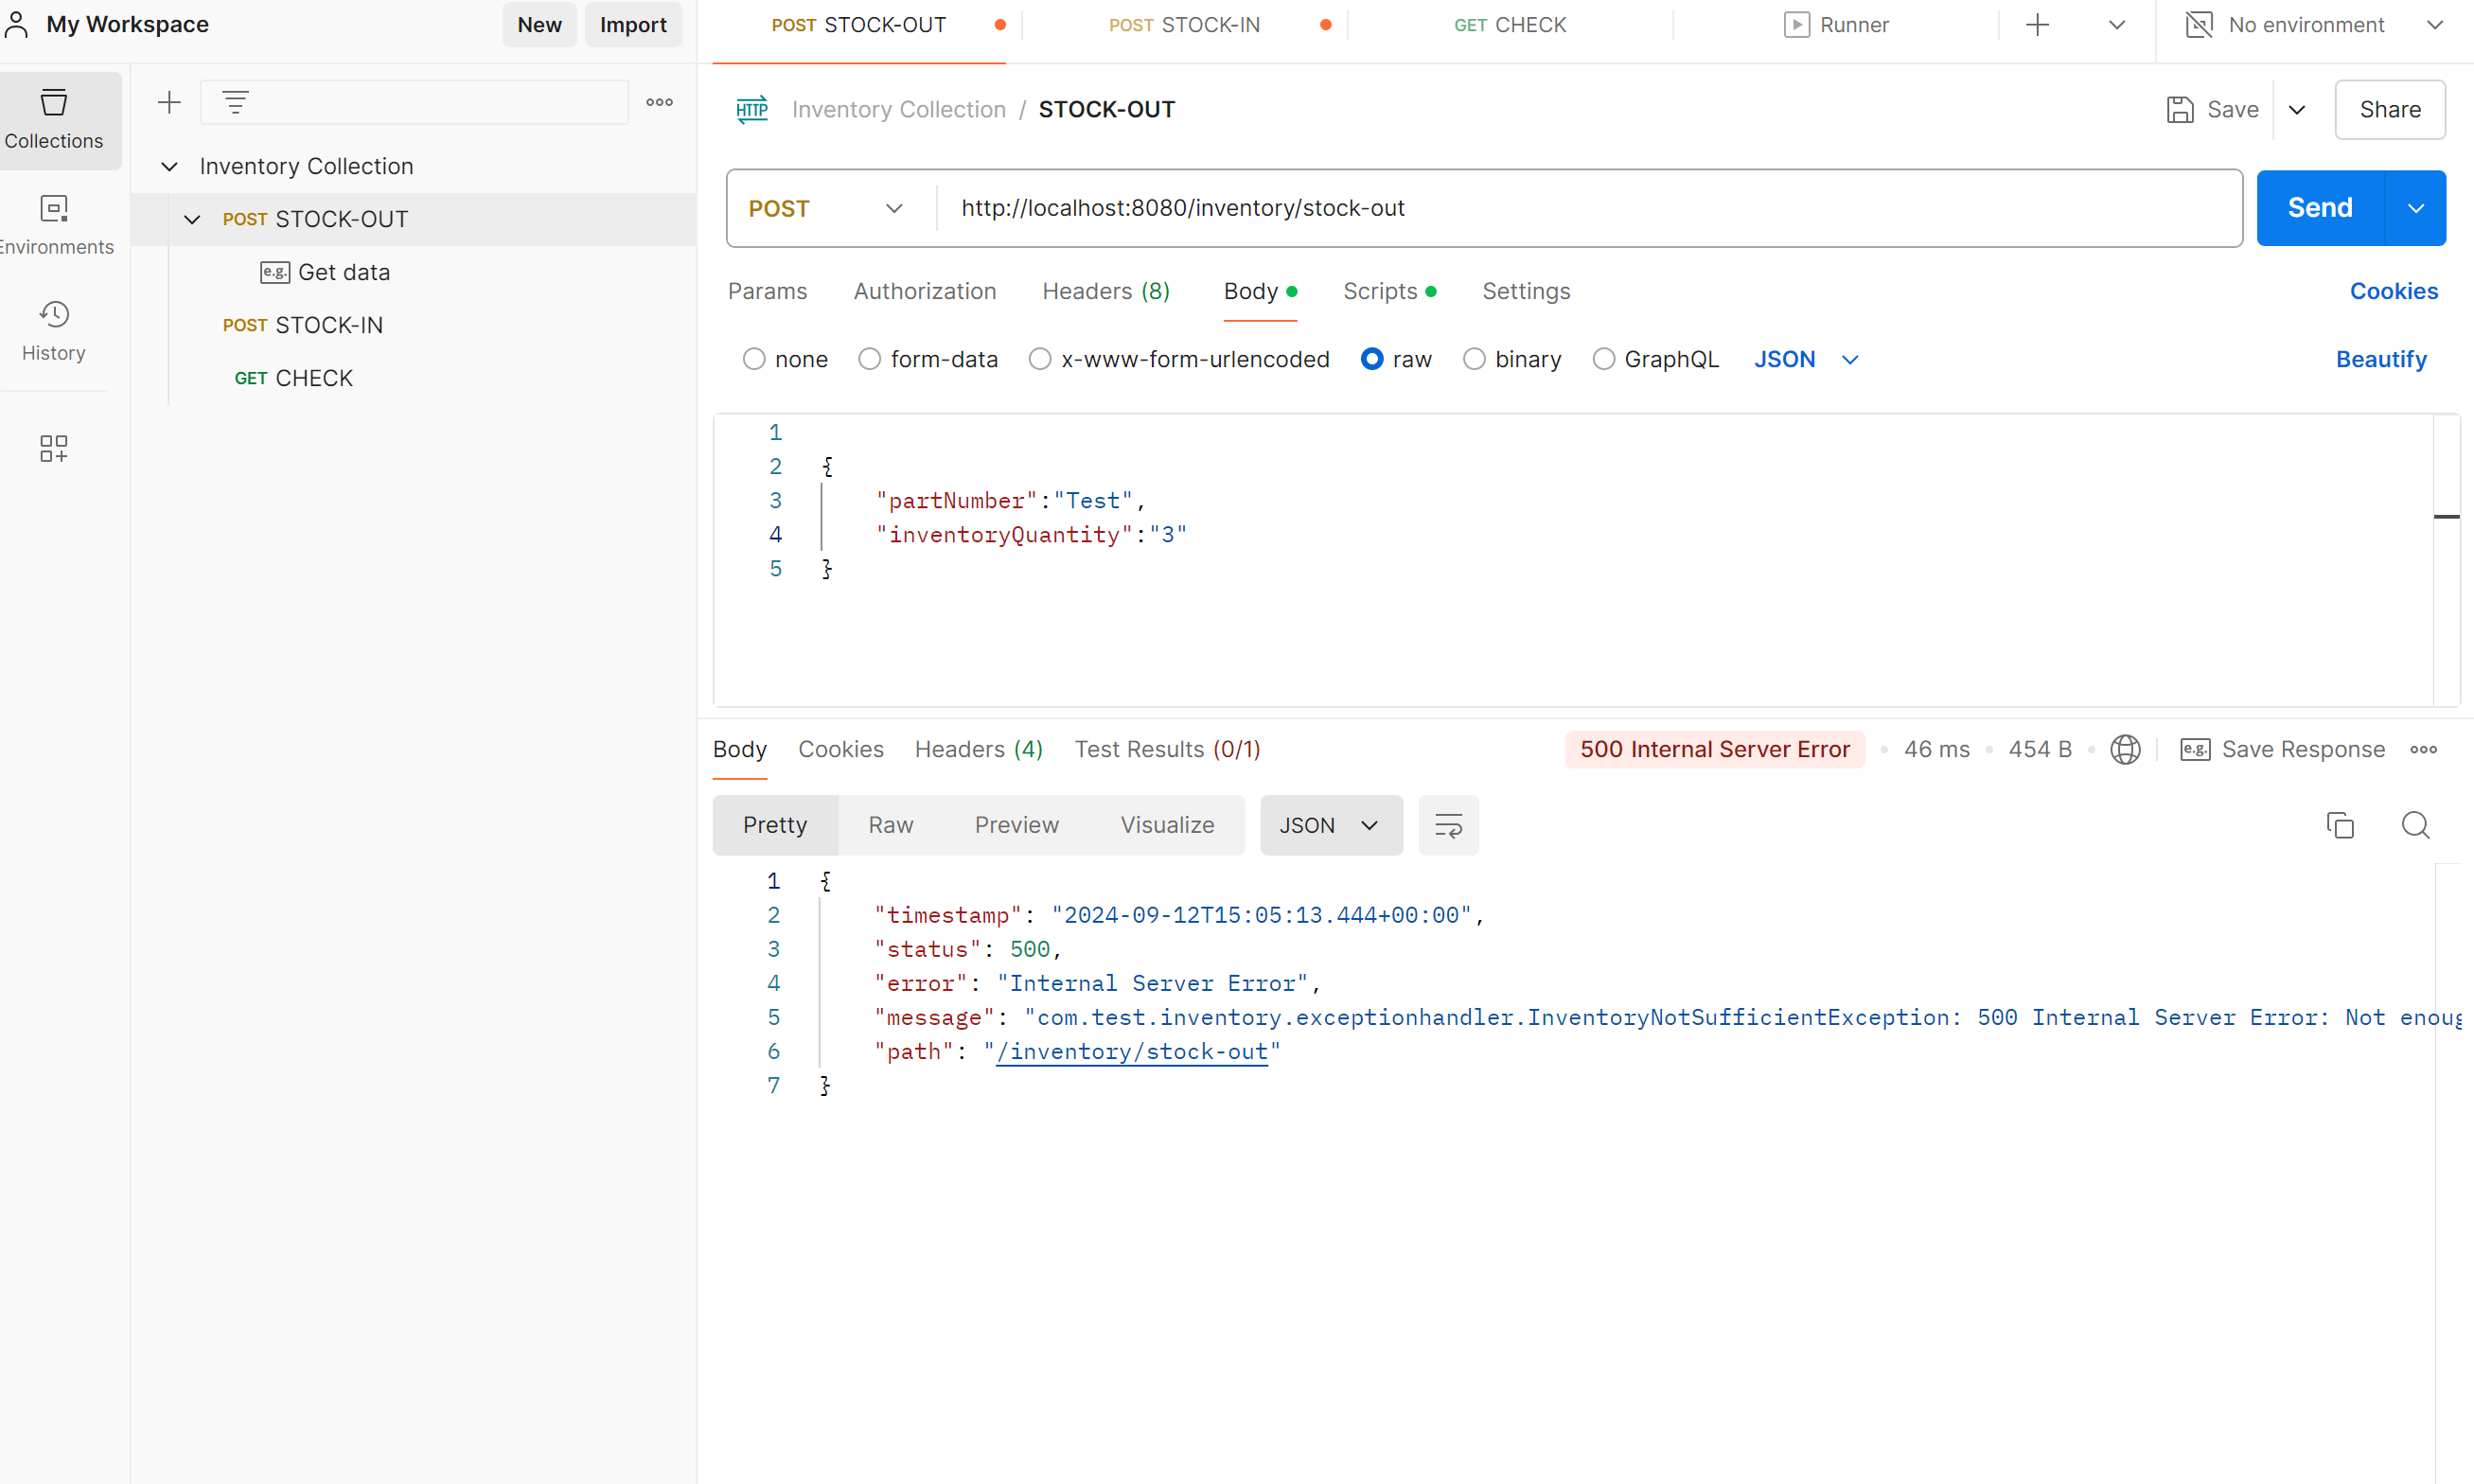 My Workspace
New
Import
POST STOCK-OUT
POST STOCK-IN
GET CHECK
Runner
No environment
Collections
Environments
History
Inventory Collection
POST STOCK-OUT
e.g. Get data
POST STOCK-IN
GET CHECK
HTTP Inventory Collection / STOCK-OUT
Save
Share
POST
http://localhost:8080/inventory/stock-out
Send
Params
Authorization
Headers (8)
Body
Scripts
Settings
Cookies
none
form-data
x-www-form-urlencoded
raw
binary
GraphQL
JSON
Beautify
1
2 {
3 "partNumber":"Test",
4 "inventoryQuantity":"3"
5 }
Body
Cookies
Headers (4)
Test Results (0/1)
500 Internal Server Error
46 ms
454 B
e.g. Save Response
Pretty
Raw
Preview
Visualize
JSON
1 {
2 "timestamp": "2024-09-12T15:05:13.444+00:00",
3 "status": 500,
4 "error": "Internal Server Error",
5 "message": "com.test.inventory.exceptionhandler.InventoryNotSufficientException: 500 Internal Server Error: Not
6 "path": "/inventory/stock-out"
7 }